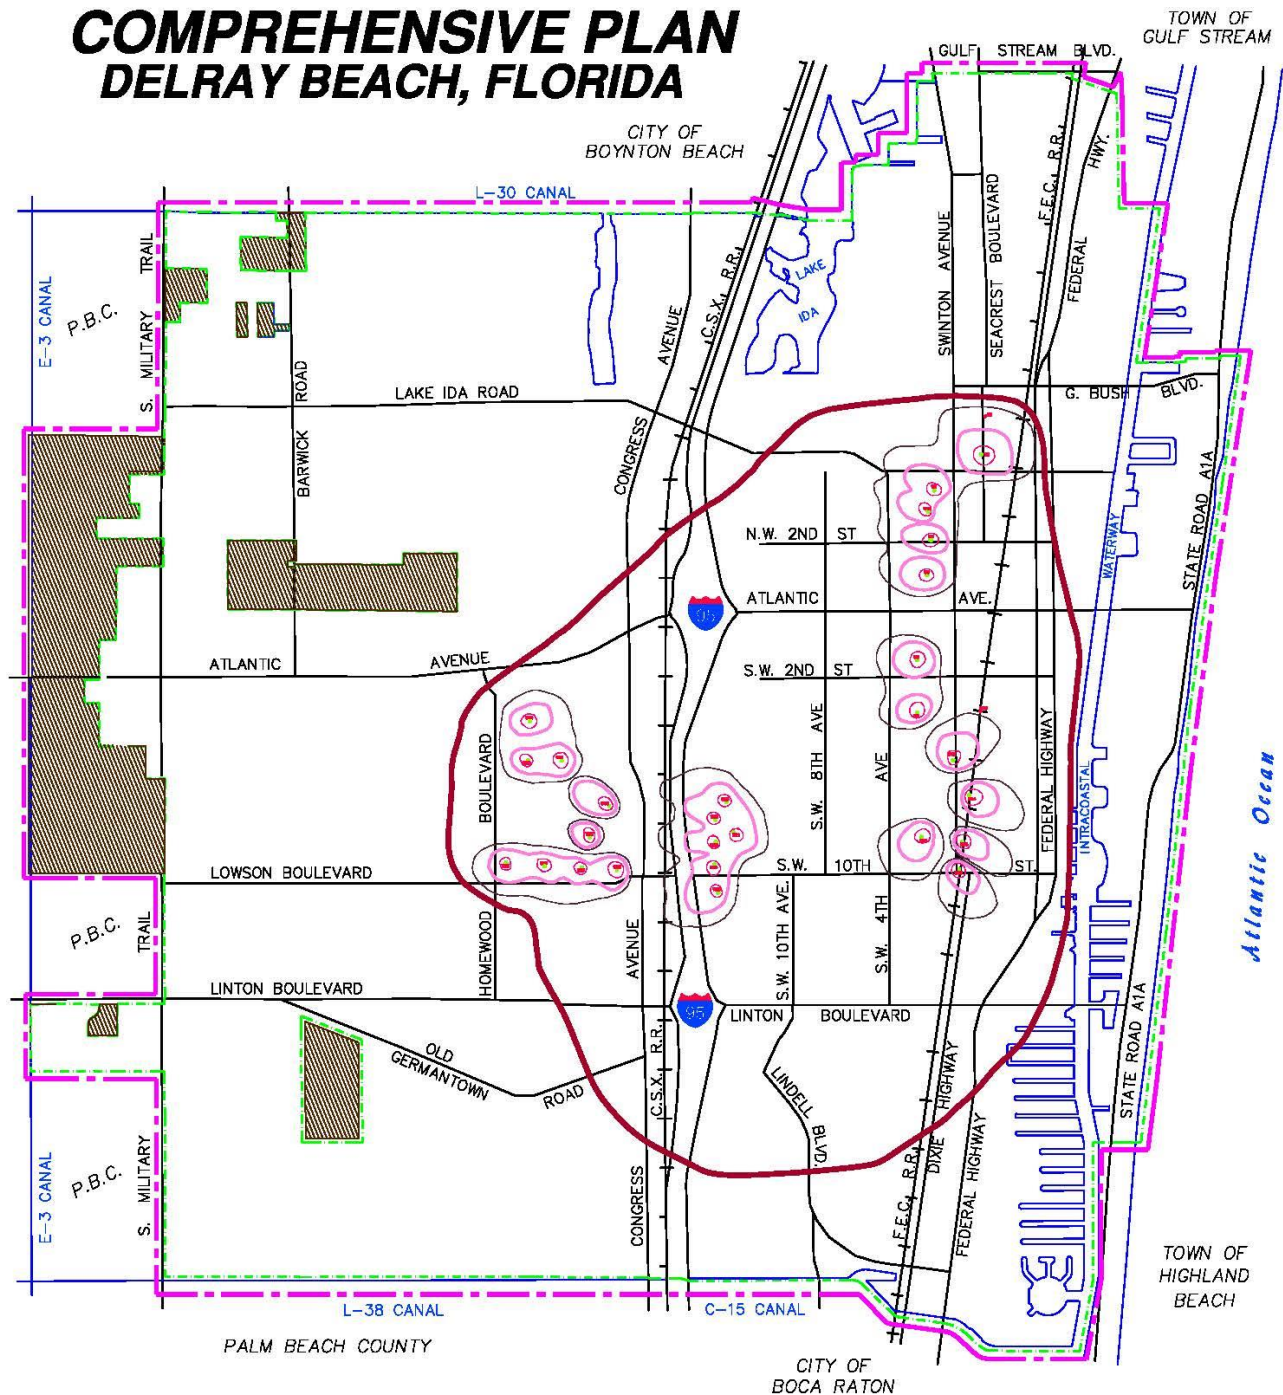 COMPREHENSIVE PLAN
DELRAY BEACH, FLORIDA
TOWN OF
GULF STREAM
GULF STREAM BLVD.
CITY OF
BOYNTON BEACH
L-30 CANAL
E-3 CANAL
P.B.C.
S. MILITARY TRAIL
BARWICK ROAD
LAKE IDA ROAD
CONGRESS AVENUE
C.S.X. R.R.
LAKE
IDA
SWINTON AVENUE
SEACREST BOULEVARD
F.E.C. R.R.
FEDERAL HWY.
G. BUSH BLVD.
N.W. 2ND ST
ATLANTIC AVE.
95
ATLANTIC AVENUE
S.W. 2ND ST
WATERWAY
STATE ROAD A1A
HOMEWOOD BOULEVARD
S.W. 8TH AVE
S.W. 4TH AVE
FEDERAL HIGHWAY
INTRACOASTAL
Atlantic Ocean
LOWSON BOULEVARD
S.W. 10TH ST.
P.B.C.
TRAIL
AVENUE
S.W. 10TH AVE.
LINTON BOULEVARD
95
LINTON BOULEVARD
OLD
GERMANTOWN
ROAD
C.S.X. R.R.
LINDELL BLVD.
DIXIE HIGHWAY
F.E.C. R.R.
FEDERAL HIGHWAY
STATE ROAD A1A
E-3 CANAL
P.B.C.
S. MILITARY
CONGRESS
TOWN OF
HIGHLAND
BEACH
L-38 CANAL
C-15 CANAL
PALM BEACH COUNTY
CITY OF
BOCA RATON